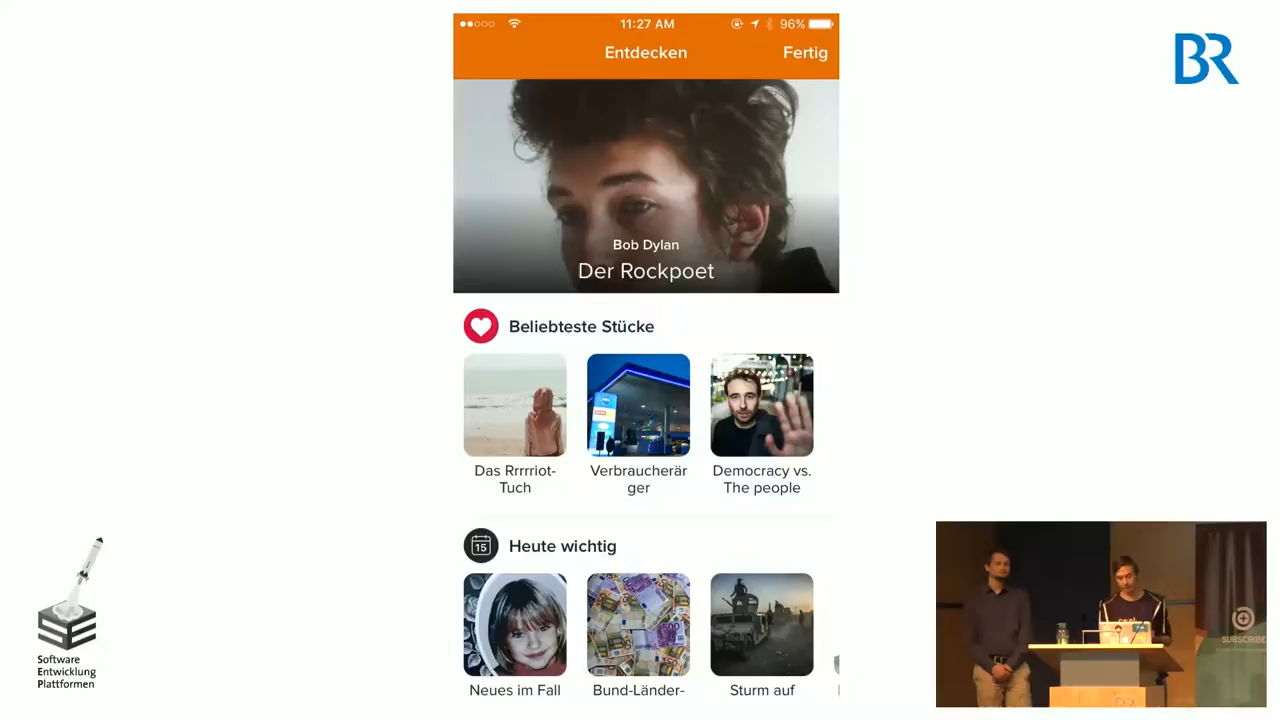 11:27 AM
96%
Entdecken
Fertig
BR
Bob Dylan
Der Rockpoet
Beliebteste Stücke
Das Rrrrriot-
Tuch
Verbraucherär
ger
Democracy vs.
The people
15
Heute wichtig
Neues im Fall
Bund-Länder-
Sturm auf
Software
Entwicklung
Plattformen
SUBSCRIBE